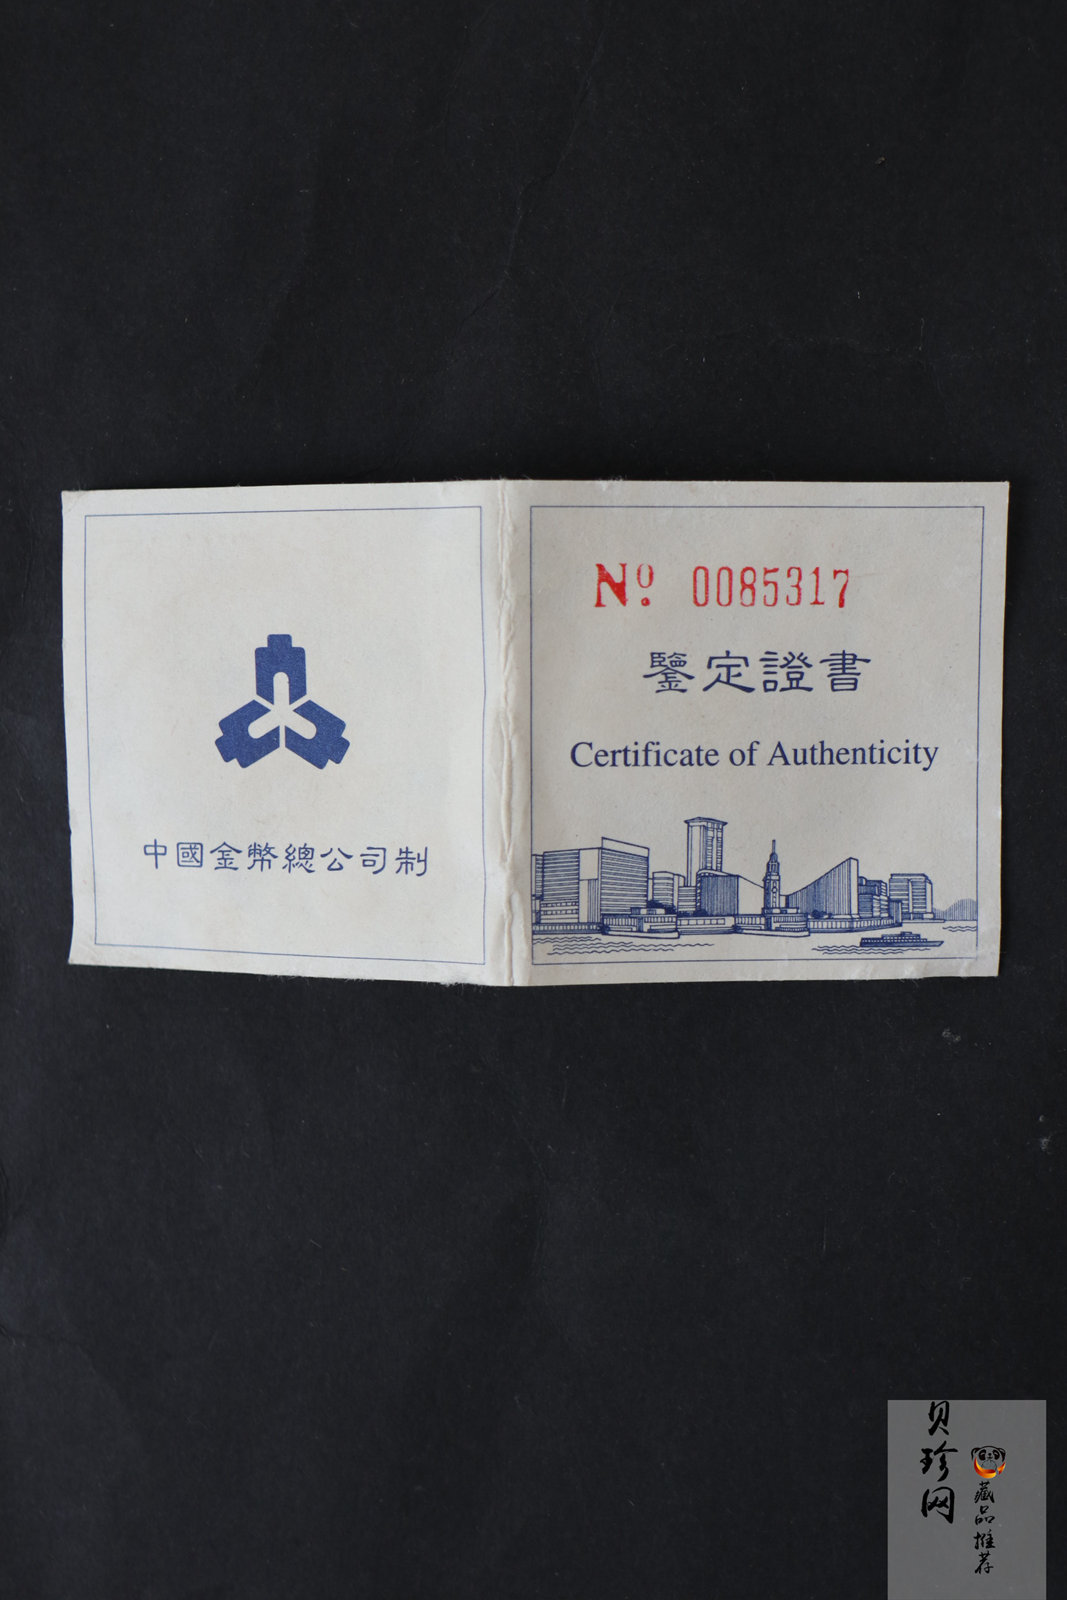 中國金幣總公司制
Nº 0085317
鑒定證書
Certificate of Authenticity
贝珍网
藏品推荐